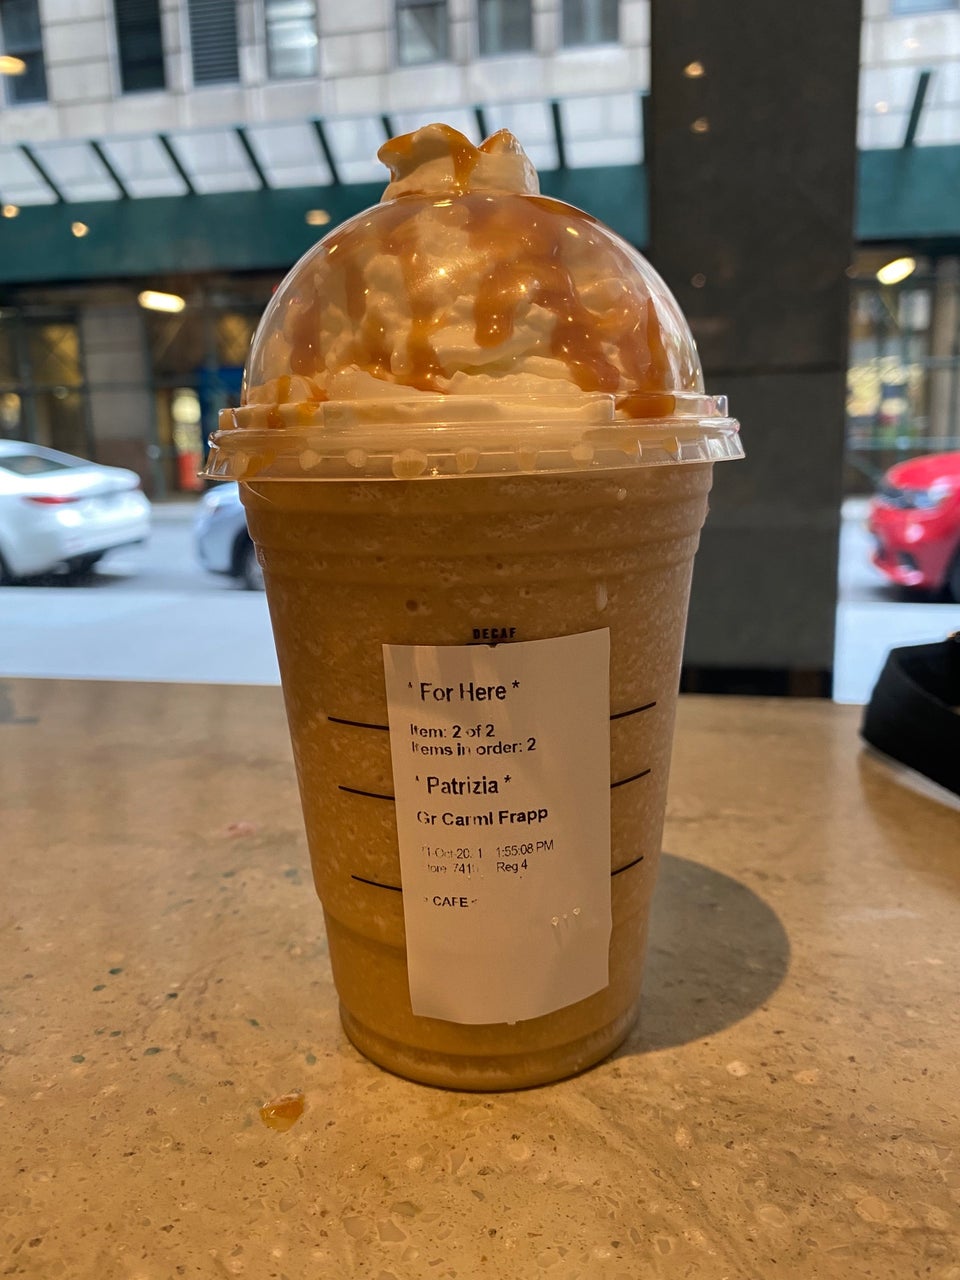 DECAF
* For Here *
Item: 2 of 2
Items in order: 2
* Patrizia *
Gr Carml Frapp
1:55:08 PM
Reg 4
* CAFE *